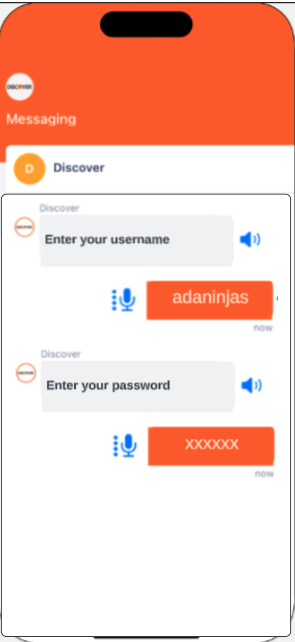 DISCOVER
Messaging
D
Discover
Discover
Enter your username
adaninjas
now
Discover
Enter your password
xxxxxx
now